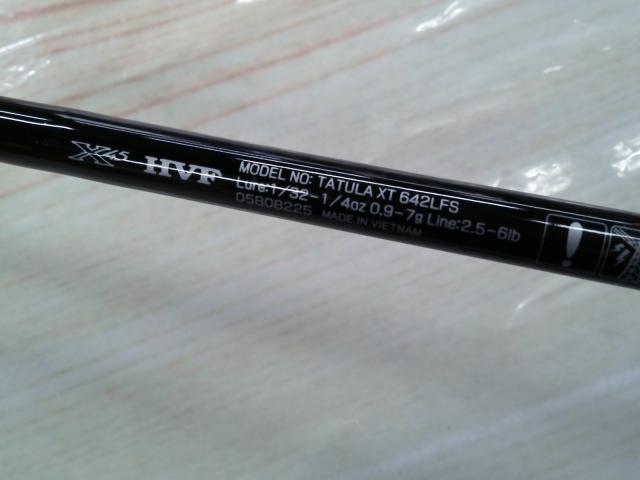 X45 HVF
MODEL NO: TATULA XT 642LFS
Lure:1/32-1/4oz 0.9-7g Line:2.5-6lb
05808225 MADE IN VIETNAM